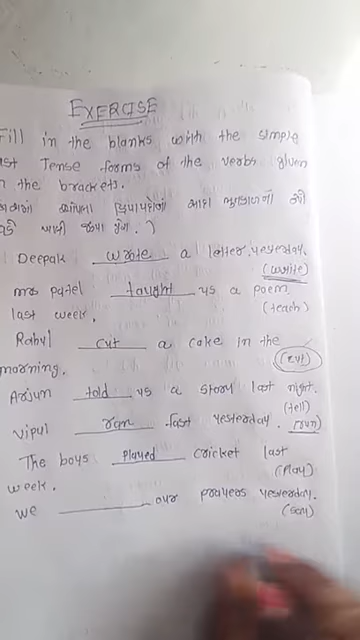 EXERCISE
Fill in the blanks with the simple
ast Tense forms of the verbs given
n the brackets.
Deepak wrote a letter yesterday.
(write)
mrs patel taught us a poem
last week. (teach)
Rahul cut a cake in the
morning. (cut)
Arjun told us a story last night.
(tell)
Vipul ran fast yesterday. (run)
The boys played cricket last
week. (Play)
we ______ our prayers yesterday.
(say)